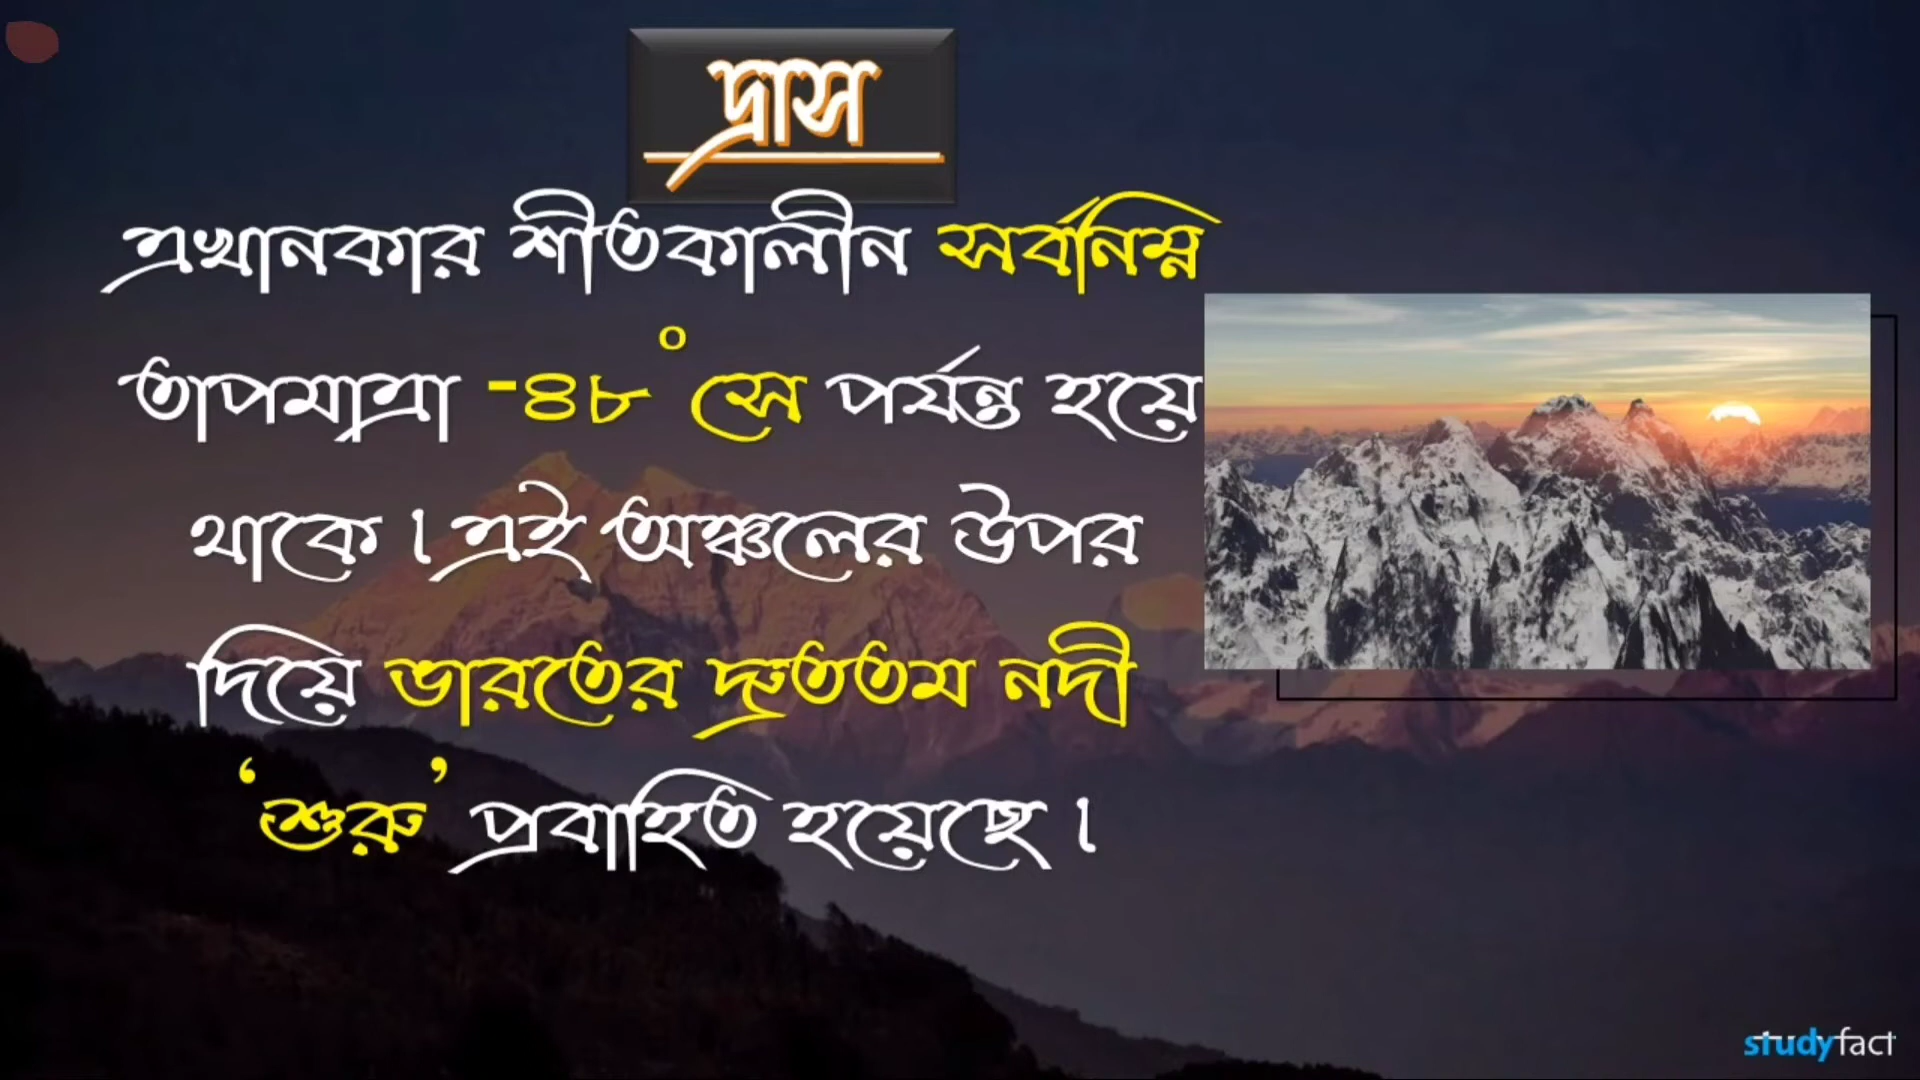 দ্রাস
এখানকার শীতকালীন সর্বনিম্ন
তাপমাত্রা -৪৮° সে পর্যন্ত হয়ে
থাকে । এই অঞ্চলের উপর
দিয়ে ভারতের দ্রুততম নদী
‘শুরু’ প্রবাহিত হয়েছে ।
studyfact